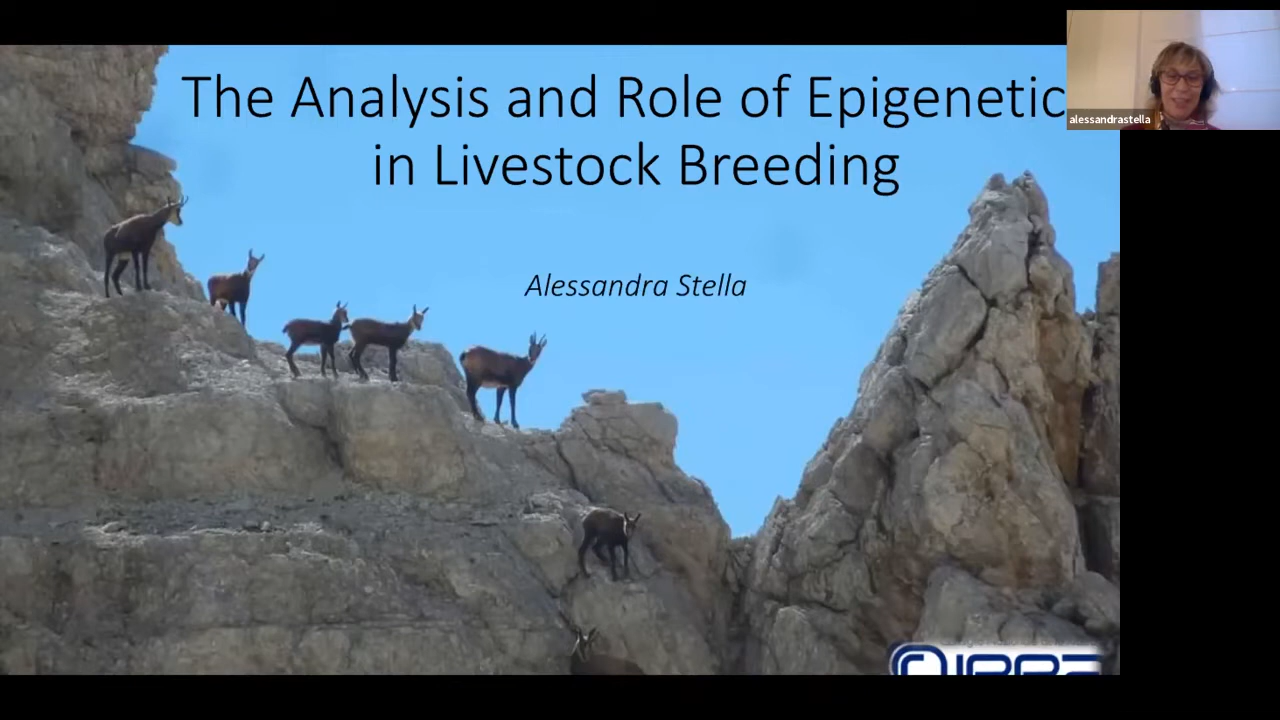 The Analysis and Role of Epigenetic
in Livestock Breeding
alessandrastella
Alessandra Stella